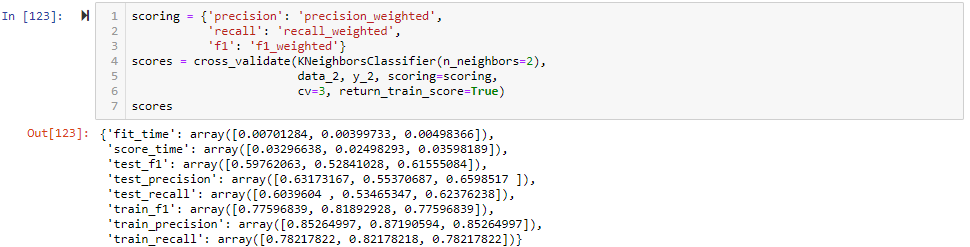 In [123]:
1 scoring = {'precision': 'precision_weighted',
2 'recall': 'recall_weighted',
3 'f1': 'f1_weighted'}
4 scores = cross_validate(KNeighborsClassifier(n_neighbors=2),
5 data_2, y_2, scoring=scoring,
6 cv=3, return_train_score=True)
7 scores
Out[123]: {'fit_time': array([0.00701284, 0.00399733, 0.00498366]),
'score_time': array([0.03296638, 0.02498293, 0.03598189]),
'test_f1': array([0.59762063, 0.52841028, 0.61555084]),
'test_precision': array([0.63173167, 0.55370687, 0.6598517 ]),
'test_recall': array([0.6039604 , 0.53465347, 0.62376238]),
'train_f1': array([0.77596839, 0.81892928, 0.77596839]),
'train_precision': array([0.85264997, 0.87190594, 0.85264997]),
'train_recall': array([0.78217822, 0.82178218, 0.78217822])}